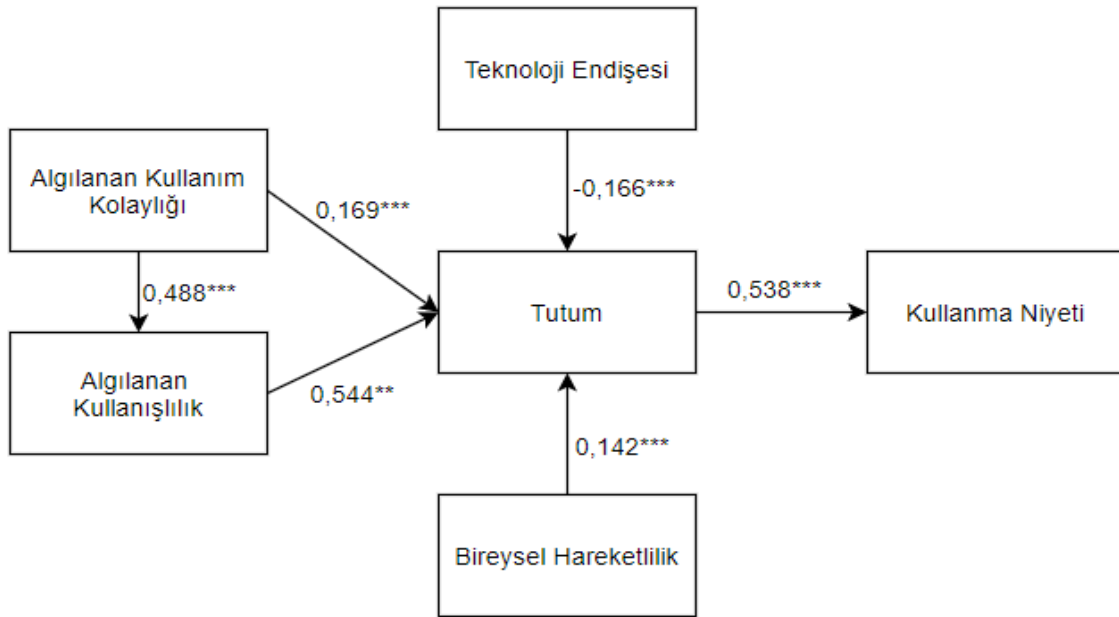 Teknoloji Endişesi
-0,166***
Algılanan Kullanım
Kolaylığı
0,169***
0,488***
Tutum
0,538***
Kullanma Niyeti
Algılanan
Kullanışlılık
0,544**
0,142***
Bireysel Hareketlilik